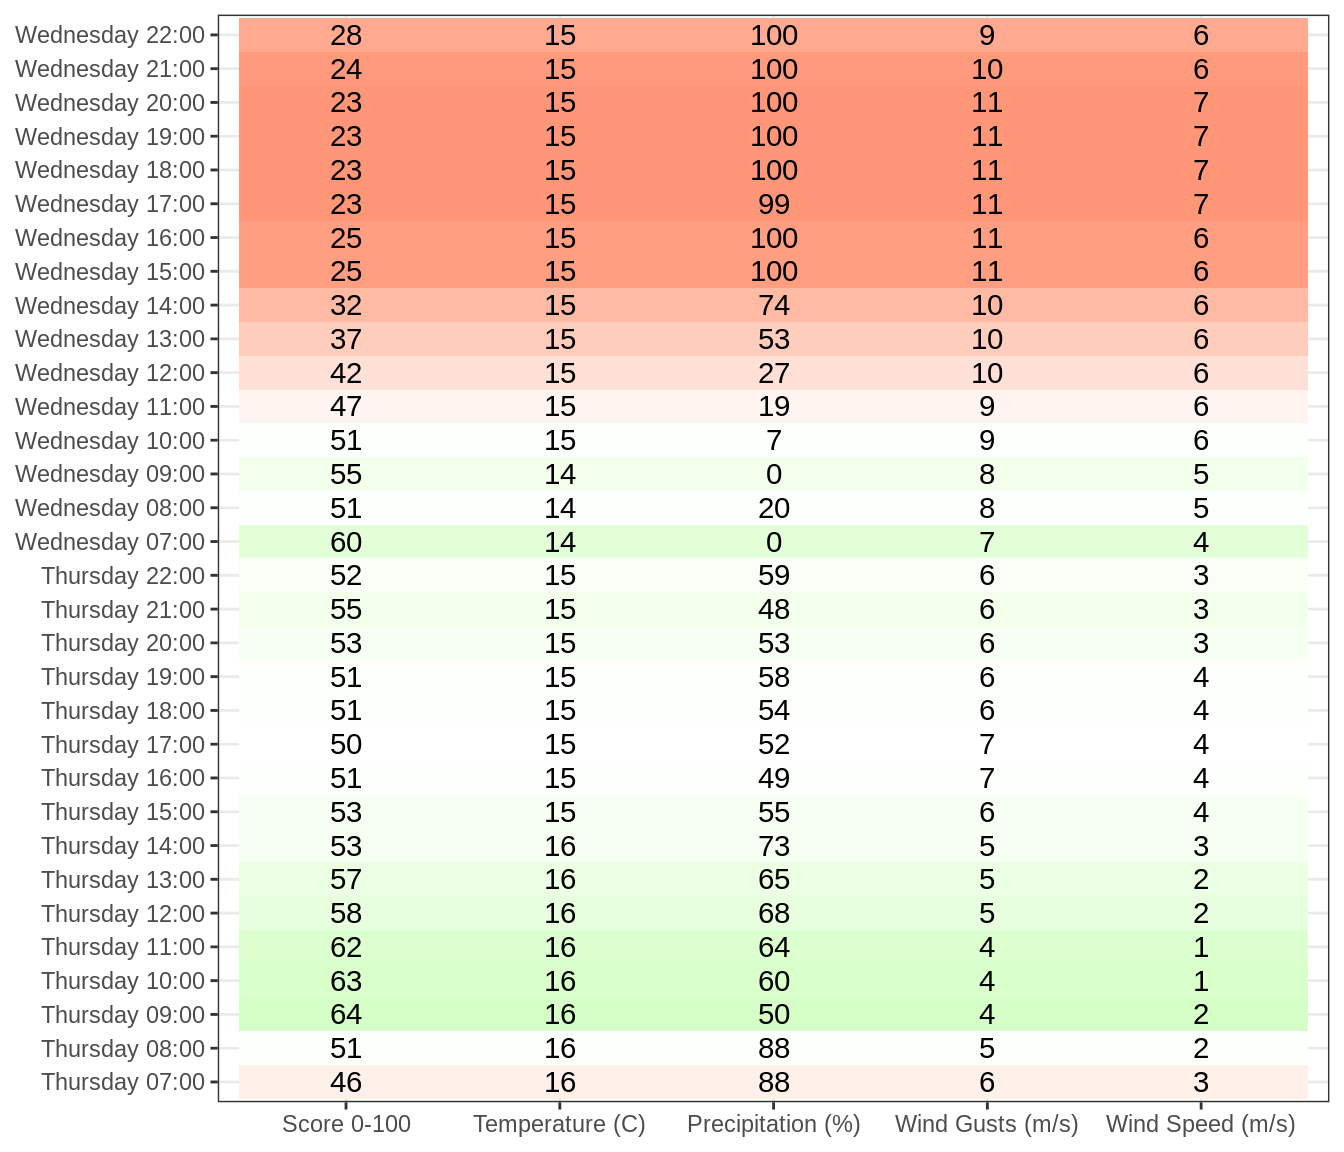 Wednesday 22:00 28 15 100 9 6
Wednesday 21:00 24 15 100 10 6
Wednesday 20:00 23 15 100 11 7
Wednesday 19:00 23 15 100 11 7
Wednesday 18:00 23 15 100 11 7
Wednesday 17:00 23 15 99 11 7
Wednesday 16:00 25 15 100 11 6
Wednesday 15:00 25 15 100 11 6
Wednesday 14:00 32 15 74 10 6
Wednesday 13:00 37 15 53 10 6
Wednesday 12:00 42 15 27 10 6
Wednesday 11:00 47 15 19 9 6
Wednesday 10:00 51 15 7 9 6
Wednesday 09:00 55 14 0 8 5
Wednesday 08:00 51 14 20 8 5
Wednesday 07:00 60 14 0 7 4
Thursday 22:00 52 15 59 6 3
Thursday 21:00 55 15 48 6 3
Thursday 20:00 53 15 53 6 3
Thursday 19:00 51 15 58 6 4
Thursday 18:00 51 15 54 6 4
Thursday 17:00 50 15 52 7 4
Thursday 16:00 51 15 49 7 4
Thursday 15:00 53 15 55 6 4
Thursday 14:00 53 16 73 5 3
Thursday 13:00 57 16 65 5 2
Thursday 12:00 58 16 68 5 2
Thursday 11:00 62 16 64 4 1
Thursday 10:00 63 16 60 4 1
Thursday 09:00 64 16 50 4 2
Thursday 08:00 51 16 88 5 2
Thursday 07:00 46 16 88 6 3
Score 0-100 Temperature (C) Precipitation (%) Wind Gusts (m/s) Wind Speed (m/s)